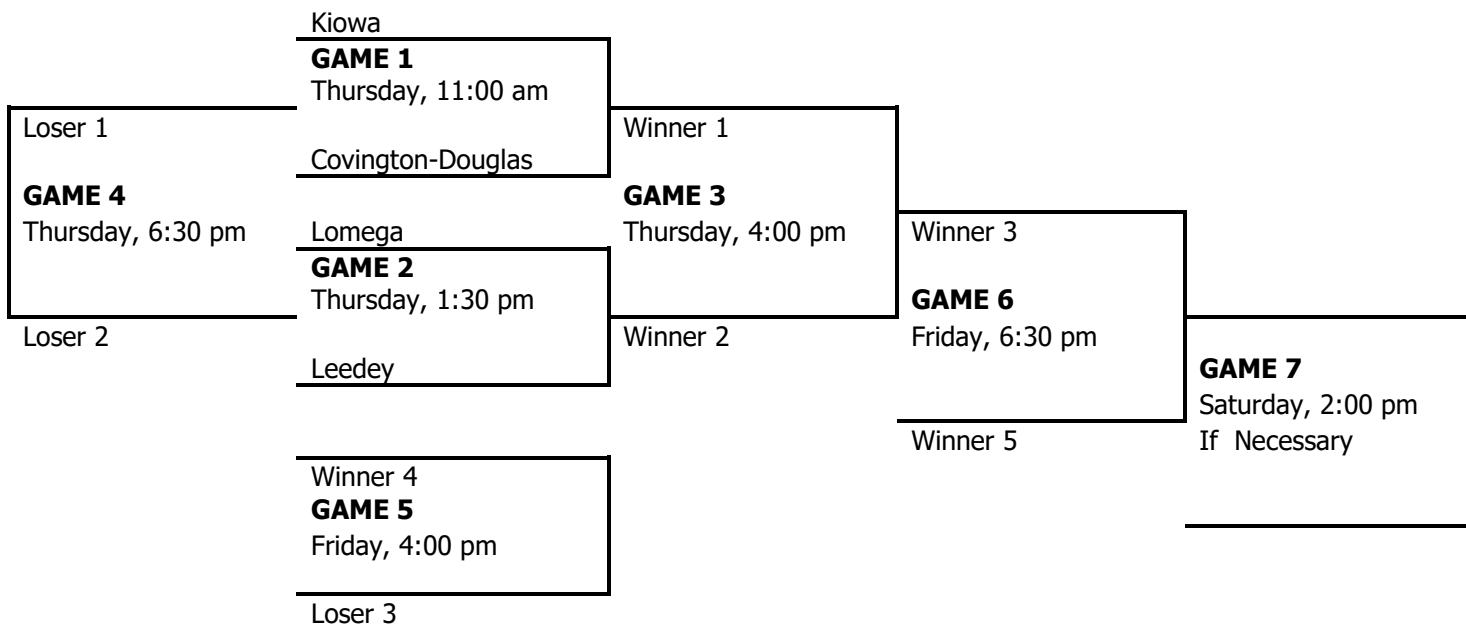 Kiowa
GAME 1
Thursday, 11:00 am
Loser 1
Winner 1
Covington-Douglas
GAME 4
GAME 3
Thursday, 6:30 pm
Lomega
Thursday, 4:00 pm
Winner 3
GAME 2
Thursday, 1:30 pm
GAME 6
Loser 2
Winner 2
Friday, 6:30 pm
Leedey
GAME 7
Saturday, 2:00 pm
Winner 5
If Necessary
Winner 4
GAME 5
Friday, 4:00 pm
Loser 3